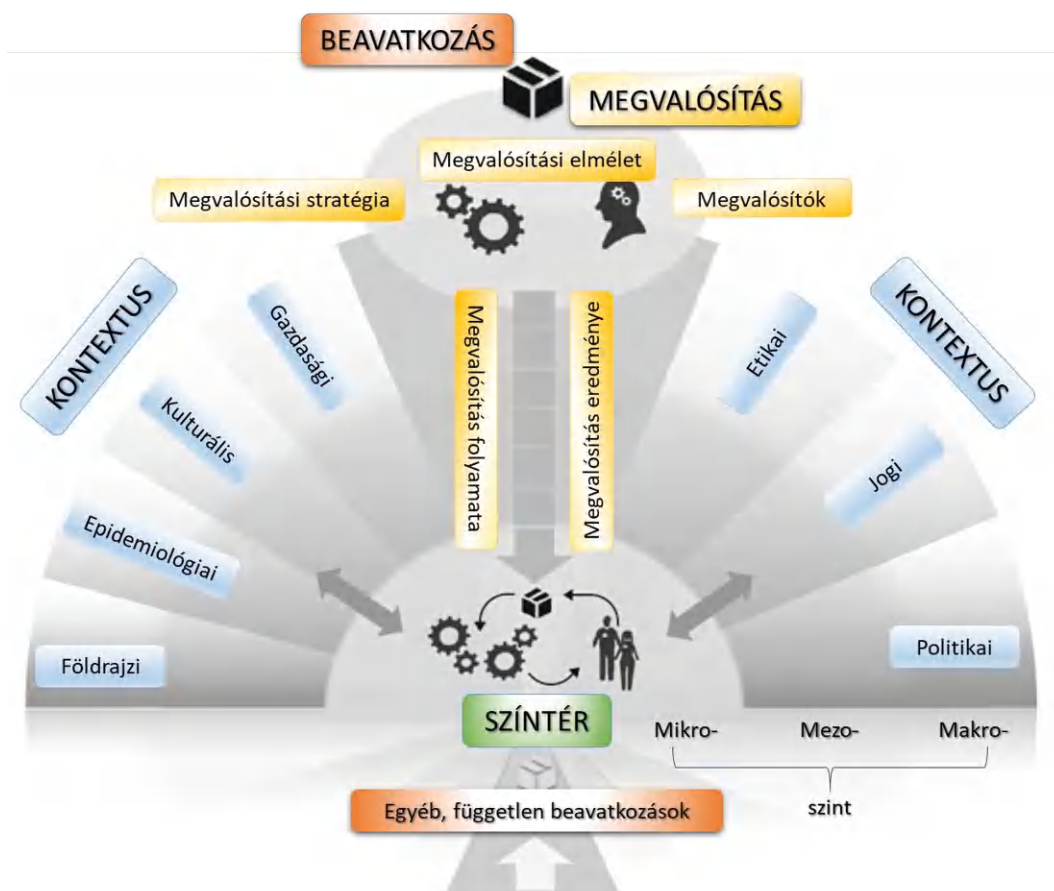 BEAVATKOZÁS
MEGVALÓSÍTÁS
Megvalósítási elmélet
Megvalósítási stratégia
Megvalósítók
KONTEXTUS
KONTEXTUS
Gazdasági
Kulturális
Epidemiológiai
Földrajzi
Megvalósítás folyamata
Megvalósítás eredménye
Etikai
Jogi
Politikai
SZÍNTÉR
Mikro- Mezo- Makro-
szint
Egyéb, független beavatkozások